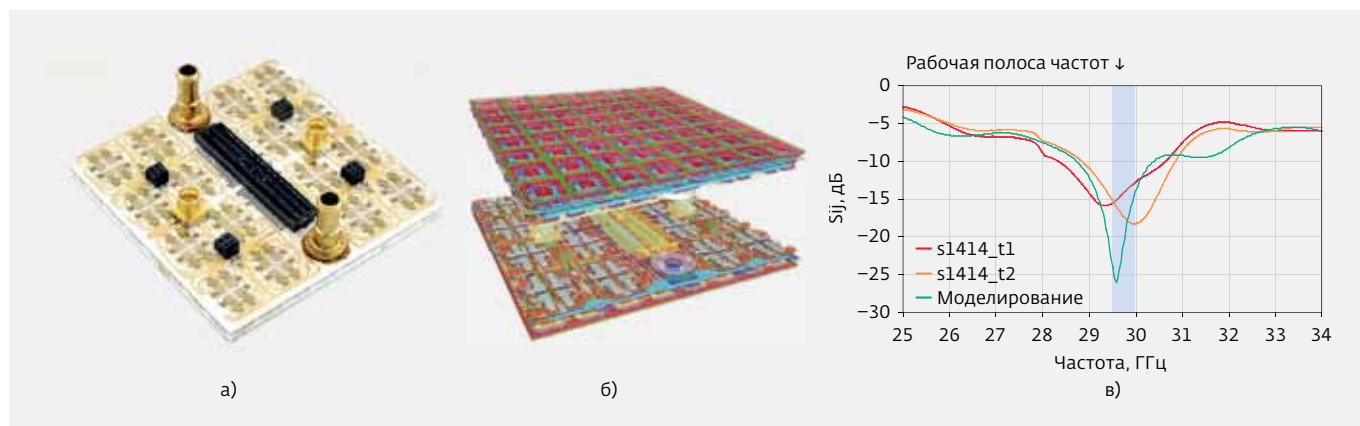 Рабочая полоса частот ↓
0
−5
−10
−15
−20
−25
−30
Sij, дБ
s1414_t1
s1414_t2
Моделирование
25 26 27 28 29 30 31 32 33 34
Частота, ГГц
а) б) в)